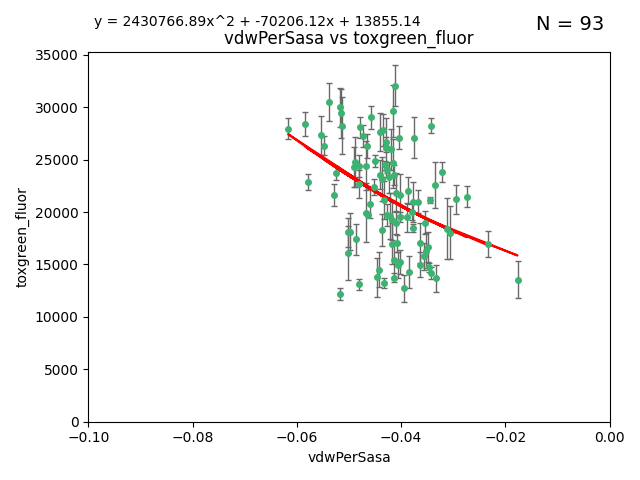 y = 2430766.89x^2 + -70206.12x + 13855.14
N = 93
vdwPerSasa vs toxgreen_fluor
35000
30000
25000
20000
15000
10000
5000
0
toxgreen_fluor
−0.10
−0.08
−0.06
−0.04
−0.02
0.00
vdwPerSasa